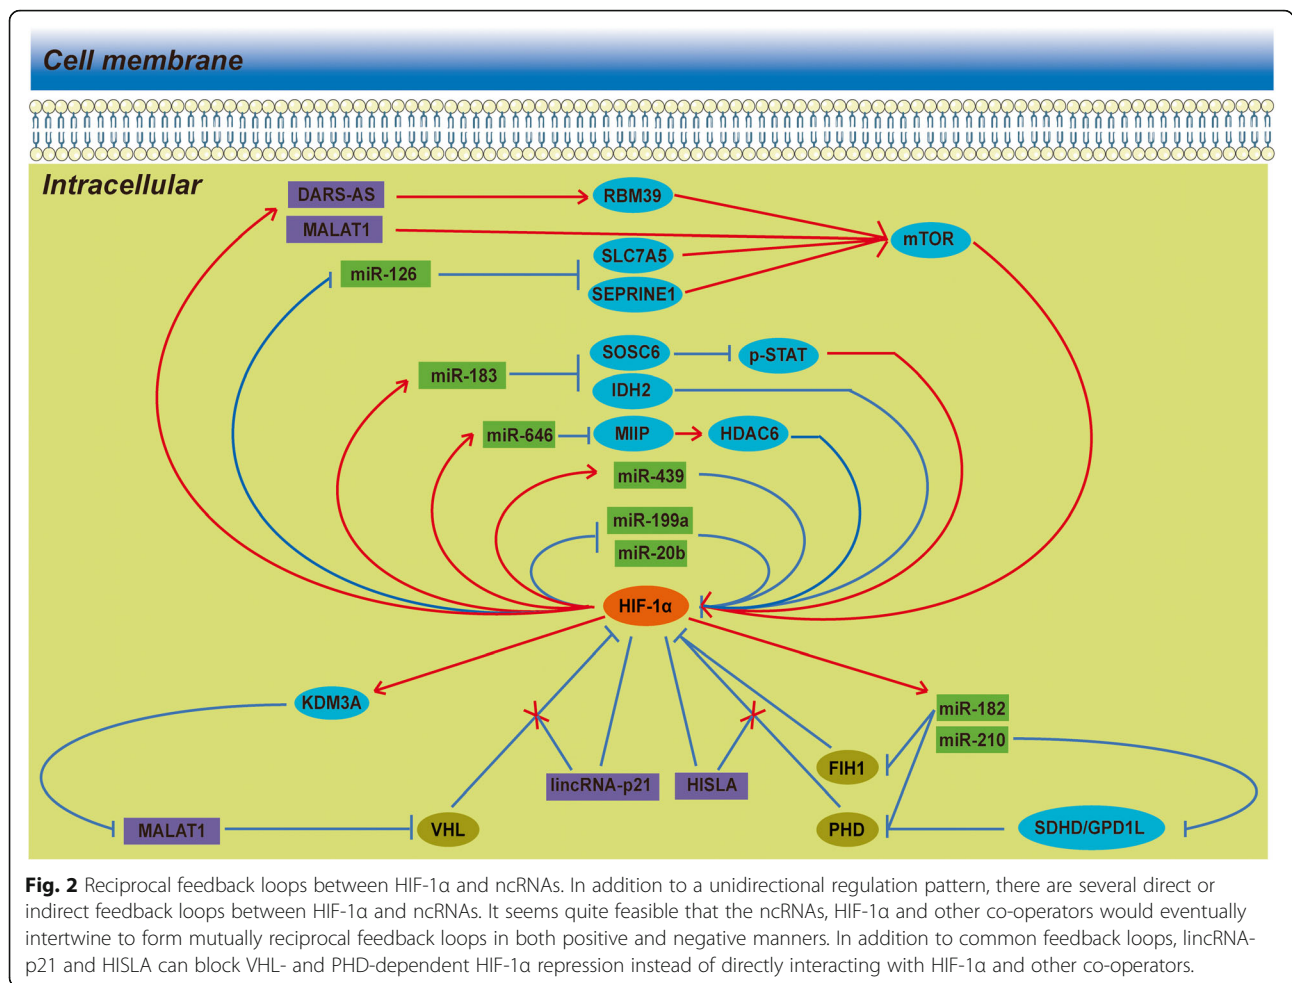 Cell membrane
Intracellular
DARS-AS
RBM39
MALAT1
mTOR
SLC7A5
miR-126
SEPRINE1
SOSC6
p-STAT
miR-183
IDH2
miR-646
MIIP
HDAC6
miR-439
miR-199a
miR-20b
HIF-1α
KDM3A
miR-182
miR-210
FIH1
lincRNA-p21
HISLA
MALAT1
VHL
PHD
SDHD/GPD1L
Fig. 2 Reciprocal feedback loops between HIF-1α and ncRNAs. In addition to a unidirectional regulation pattern, there are several direct or
indirect feedback loops between HIF-1α and ncRNAs. It seems quite feasible that the ncRNAs, HIF-1α and other co-operators would eventually
intertwine to form mutually reciprocal feedback loops in both positive and negative manners. In addition to common feedback loops, lincRNA-
p21 and HISLA can block VHL- and PHD-dependent HIF-1α repression instead of directly interacting with HIF-1α and other co-operators.